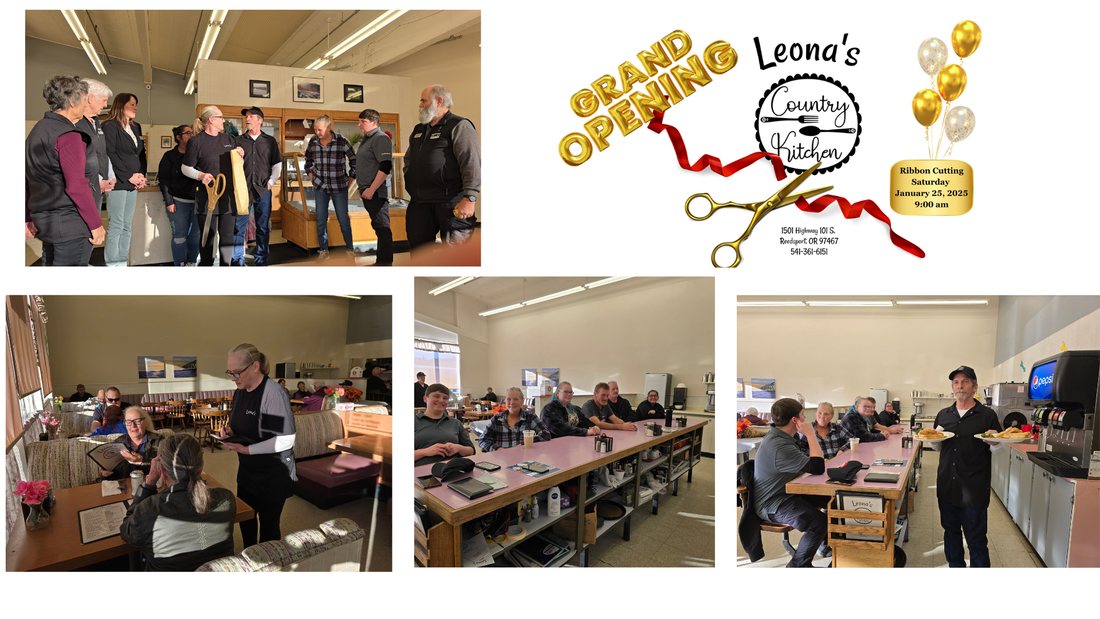 GRAND
OPENING
Leona's
Country
Kitchen
Ribbon Cutting
Saturday
January 25, 2025
9:00 am
1501 Highway 101 S.
Reedsport, OR 97467
541-361-6151
pepsi
Leona's